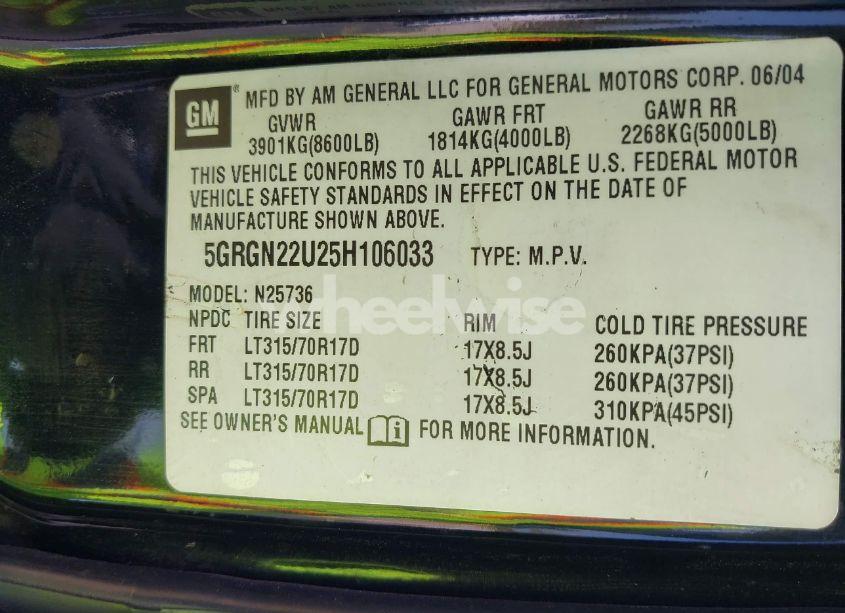 GM
MFD BY AM GENERAL LLC FOR GENERAL MOTORS CORP. 06/04
GVWR GAWR FRT GAWR RR
3901KG(8600LB) 1814KG(4000LB) 2268KG(5000LB)
THIS VEHICLE CONFORMS TO ALL APPLICABLE U.S. FEDERAL MOTOR
VEHICLE SAFETY STANDARDS IN EFFECT ON THE DATE OF
MANUFACTURE SHOWN ABOVE.
5GRGN22U25H106033 TYPE: M.P.V.
MODEL: N25736
wheelwise
NPDC TIRE SIZE RIM COLD TIRE PRESSURE
FRT LT315/70R17D 17X8.5J 260KPA(37PSI)
RR LT315/70R17D 17X8.5J 260KPA(37PSI)
SPA LT315/70R17D 17X8.5J 310KPA(45PSI)
SEE OWNER'S MANUAL i FOR MORE INFORMATION.